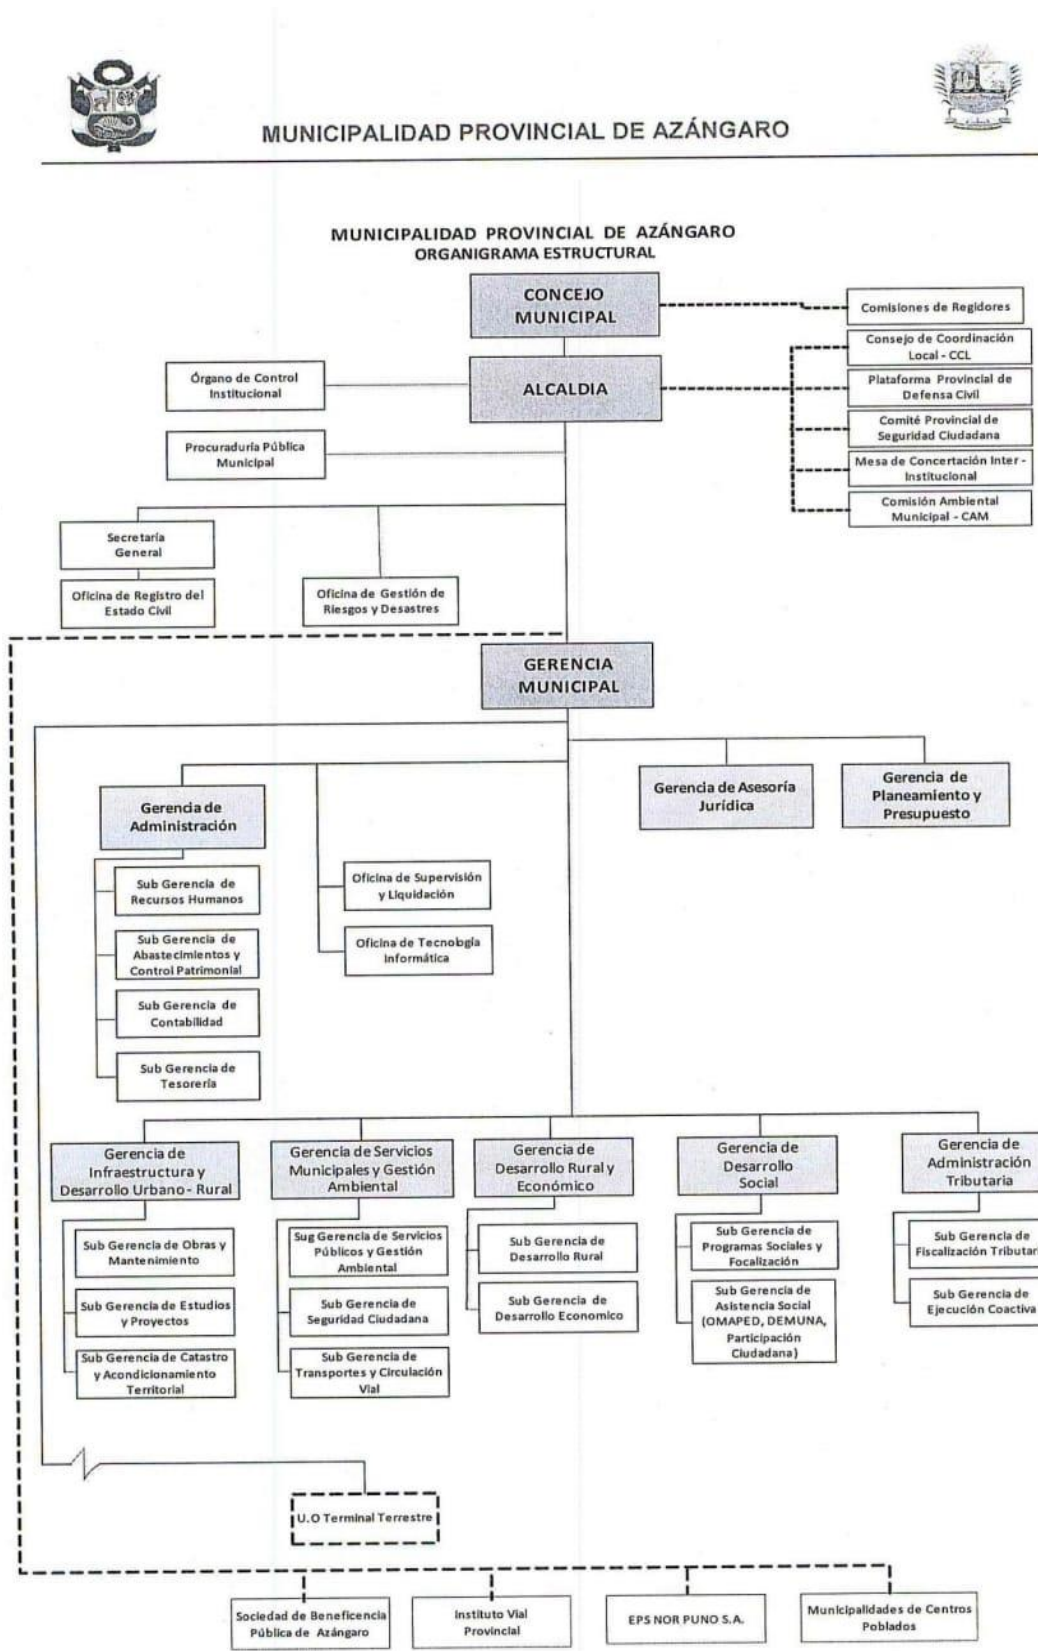 MUNICIPALIDAD PROVINCIAL DE AZÁNGARO
MUNICIPALIDAD PROVINCIAL DE AZÁNGARO
ORGANIGRAMA ESTRUCTURAL
CONCEJO
MUNICIPAL
Comisiones de Regidores
Consejo de Coordinación
Local - CCL
Órgano de Control
Institucional
ALCALDIA
Plataforma Provincial de
Defensa Civil
Comité Provincial de
Seguridad Ciudadana
Procuraduría Pública
Municipal
Mesa de Concertación Inter -
Institucional
Comisión Ambiental
Municipal - CAM
Secretaría
General
Oficina de Registro del
Estado Civil
Oficina de Gestión de
Riesgos y Desastres
GERENCIA
MUNICIPAL
Gerencia de Asesoría
Jurídica
Gerencia de
Planeamiento y
Presupuesto
Gerencia de
Administración
Sub Gerencia de
Recursos Humanos
Sub Gerencia de
Abastecimientos y
Control Patrimonial
Sub Gerencia de
Contabilidad
Sub Gerencia de
Tesorería
Oficina de Supervisión
y Liquidación
Oficina de Tecnología
Informática
Gerencia de
Infraestructura y
Desarrollo Urbano - Rural
Sub Gerencia de Obras y
Mantenimiento
Sub Gerencia de Estudios
y Proyectos
Sub Gerencia de Catastro
y Acondicionamiento
Territorial
Gerencia de Servicios
Municipales y Gestión
Ambiental
Sug Gerencia de Servicios
Públicos y Gestión
Ambiental
Sub Gerencia de
Seguridad Ciudadana
Sub Gerencia de
Transportes y Circulación
Vial
Gerencia de
Desarrollo Rural y
Económico
Sub Gerencia de
Desarrollo Rural
Sub Gerencia de
Desarrollo Economico
Gerencia de
Desarrollo
Social
Sub Gerencia de
Programas Sociales y
Focalización
Sub Gerencia de
Asistencia Social
(OMAPED, DEMUNA,
Participación
Ciudadana)
Gerencia de
Administración
Tributaria
Sub Gerencia de
Fiscalización Tributari
Sub Gerencia de
Ejecución Coactiva
U.O Terminal Terrestre
Sociedad de Beneficencia
Pública de Azángaro
Instituto Vial
Provincial
EPS NOR PUNO S.A.
Municipalidades de Centros
Poblados